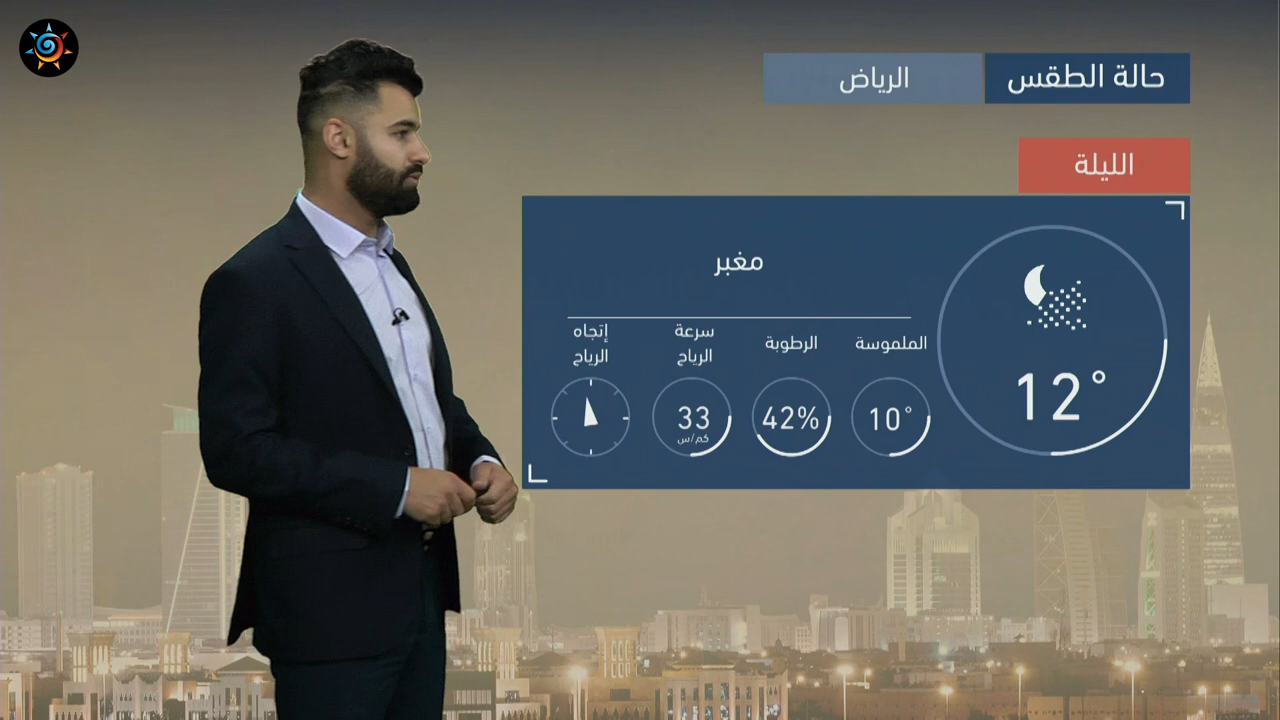 حالة الطقس
الرياض
الليلة
مغبر
12°
الملموسة
10°
الرطوبة
42%
سرعة
الرياح
33
كم/س
إتجاه
الرياح